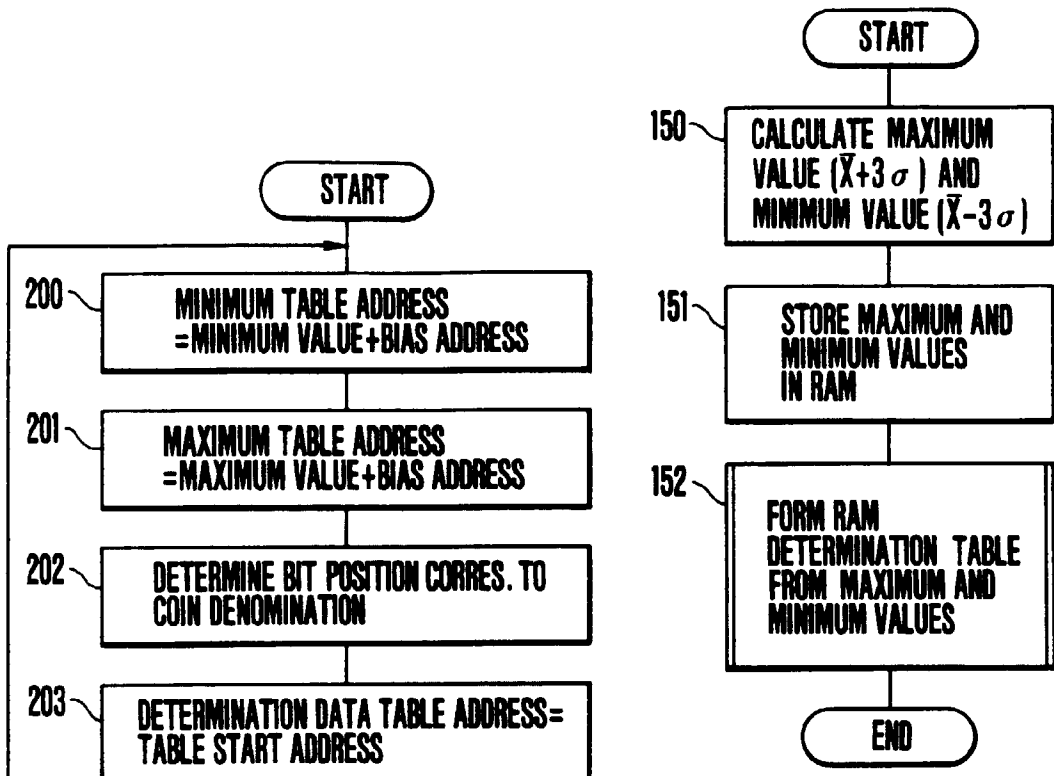 START
200
MINIMUM TABLE ADDRESS
=MINIMUM VALUE+BIAS ADDRESS
201
MAXIMUM TABLE ADDRESS
=MAXIMUM VALUE+BIAS ADDRESS
202
DETERMINE BIT POSITION CORRES. TO
COIN DENOMINATION
203
DETERMINATION DATA TABLE ADDRESS=
TABLE START ADDRESS
START
150
CALCULATE MAXIMUM
VALUE (X̄+3σ) AND
MINIMUM VALUE (X̄-3σ)
151
STORE MAXIMUM AND
MINIMUM VALUES
IN RAM
152
FORM RAM
DETERMINATION TABLE
FROM MAXIMUM AND
MINIMUM VALUES
END